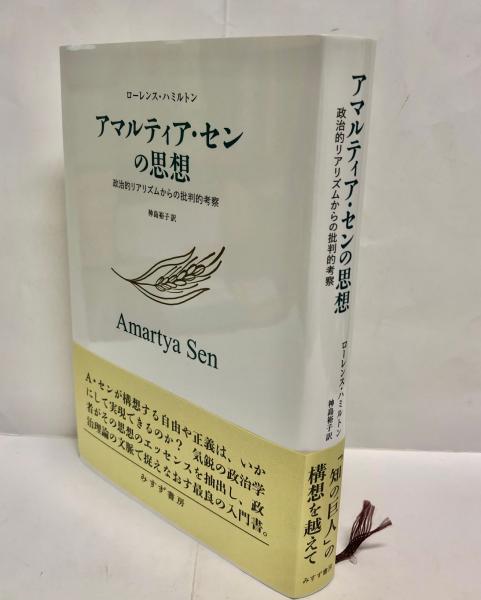 ローレンス・ハミルトン
アマルティア・セン
の思想
政治的リアリズムからの批判的考察
神島裕子 訳
Amartya Sen
A・センが構想する自由や正義は、いか
にして実現できるのか? 気鋭の政治学
者がその思想のエッセンスを抽出し、政
治理論の文脈で捉えなおす最良の入門書。
みすず書房
アマルティア・センの思想
政治的リアリズムからの批判的考察
ローレンス・ハミルトン
神島裕子訳
「知の巨人」の
構想を越えて
みすず書房